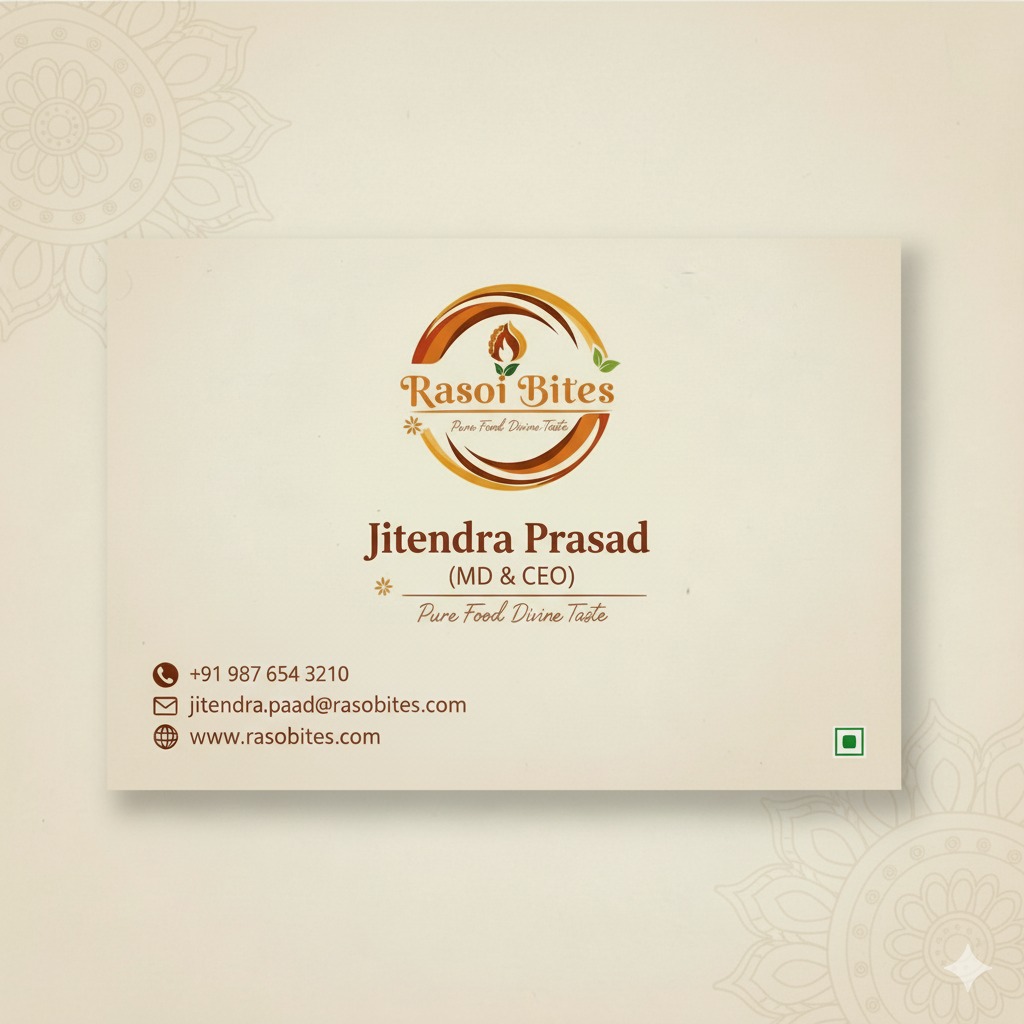 Rasoi Bites
Pure Food Divine Taste
Jitendra Prasad
(MD & CEO)
Pure Food Divine Taste
+91 987 654 3210
jitendra.paad@rasobites.com
www.rasobites.com